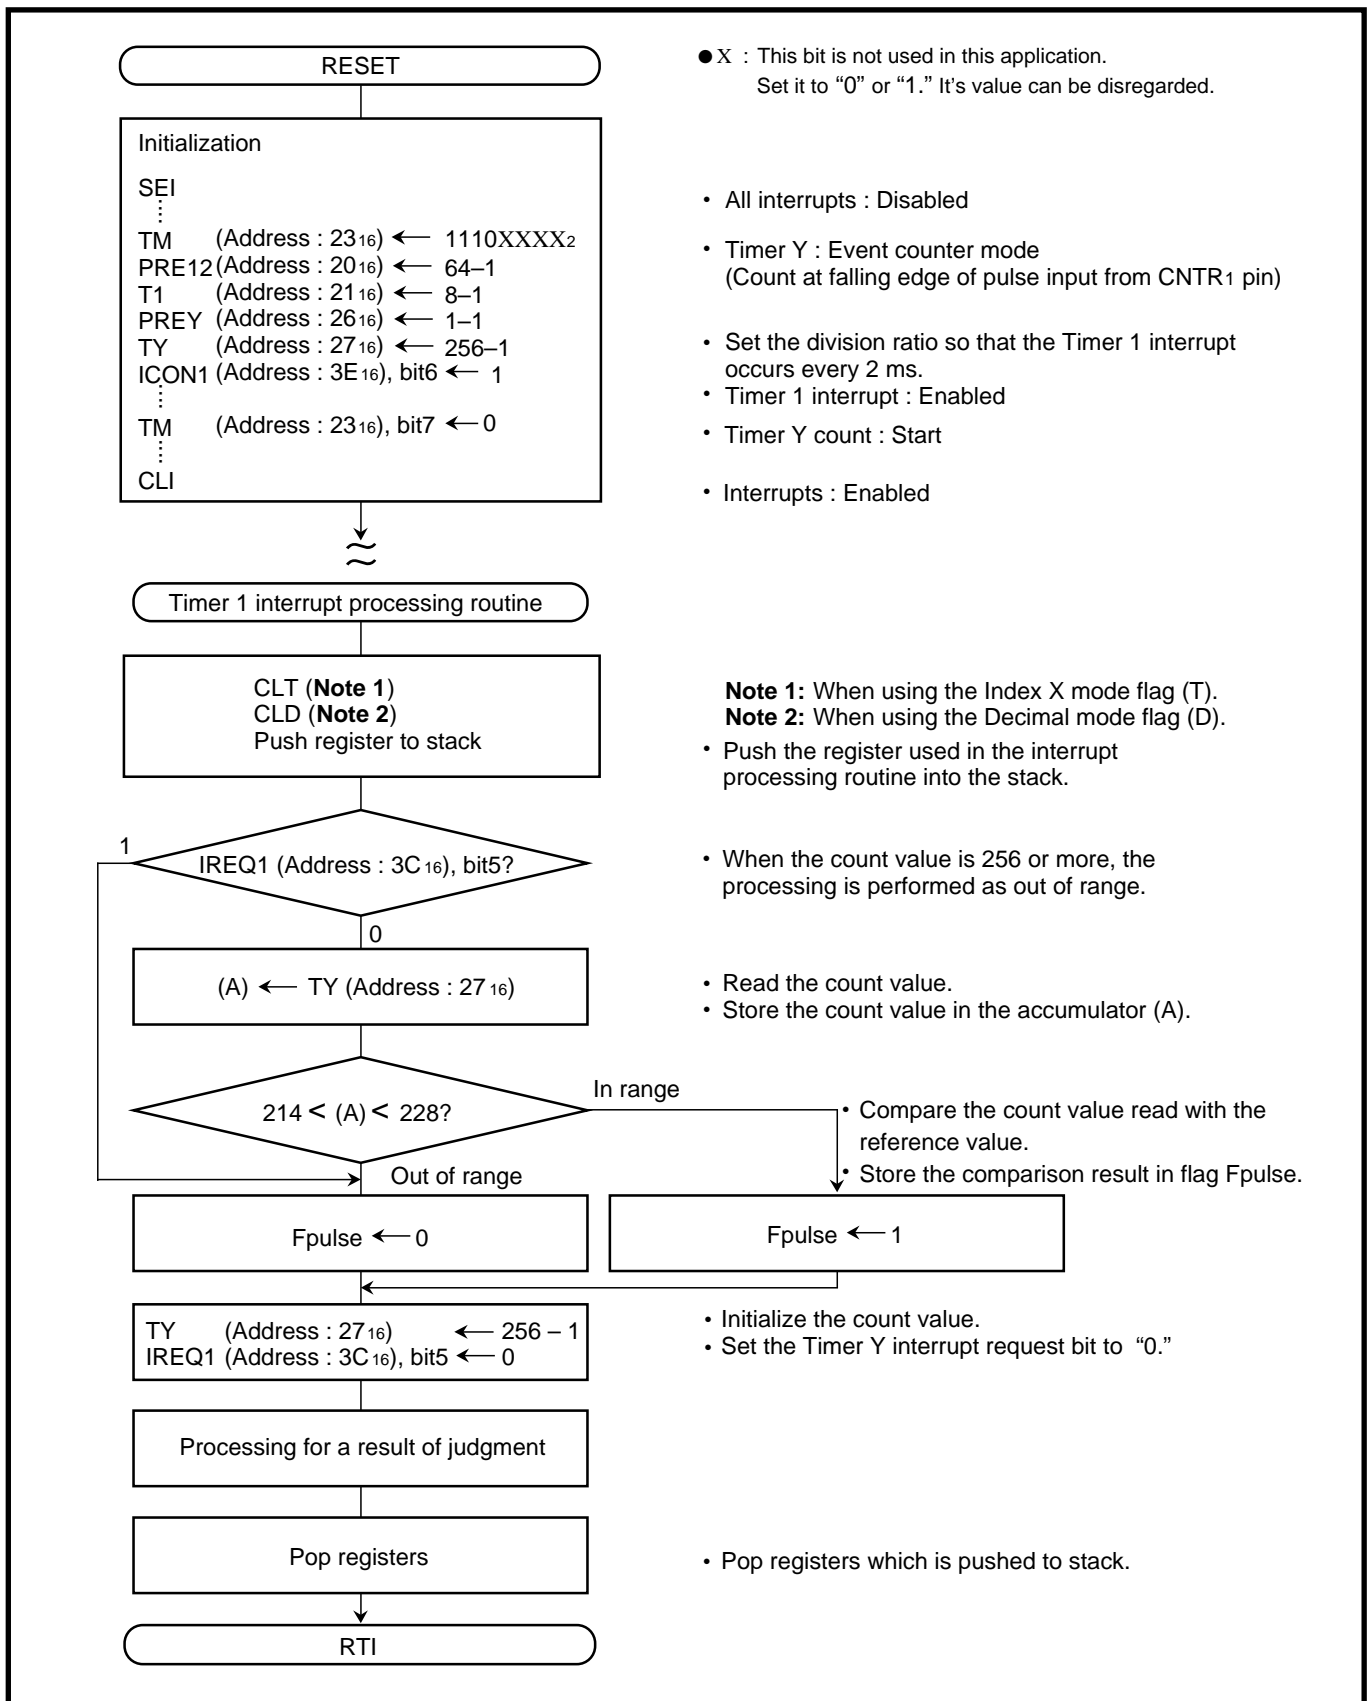 RESET
●X : This bit is not used in this application.
Set it to “0” or “1.” It’s value can be disregarded.
Initialization
SEI
TM (Address : 23₁₆) ← 1110XXXX₂
PRE12 (Address : 20₁₆) ← 64–1
T1 (Address : 21₁₆) ← 8–1
PREY (Address : 26₁₆) ← 1–1
TY (Address : 27₁₆) ← 256–1
ICON1 (Address : 3E₁₆), bit6 ← 1
TM (Address : 23₁₆), bit7 ← 0
CLI
• All interrupts : Disabled
• Timer Y : Event counter mode
(Count at falling edge of pulse input from CNTR₁ pin)
• Set the division ratio so that the Timer 1 interrupt
occurs every 2 ms.
• Timer 1 interrupt : Enabled
• Timer Y count : Start
• Interrupts : Enabled
Timer 1 interrupt processing routine
CLT (Note 1)
CLD (Note 2)
Push register to stack
Note 1: When using the Index X mode flag (T).
Note 2: When using the Decimal mode flag (D).
• Push the register used in the interrupt
processing routine into the stack.
1
IREQ1 (Address : 3C₁₆), bit5?
0
• When the count value is 256 or more, the
processing is performed as out of range.
(A) ← TY (Address : 27₁₆)
• Read the count value.
• Store the count value in the accumulator (A).
214 < (A) < 228?
In range
Out of range
• Compare the count value read with the
reference value.
• Store the comparison result in flag Fpulse.
Fpulse ← 0
Fpulse ← 1
TY (Address : 27₁₆) ← 256 – 1
IREQ1 (Address : 3C₁₆), bit5 ← 0
• Initialize the count value.
• Set the Timer Y interrupt request bit to “0.”
Processing for a result of judgment
Pop registers
• Pop registers which is pushed to stack.
RTI